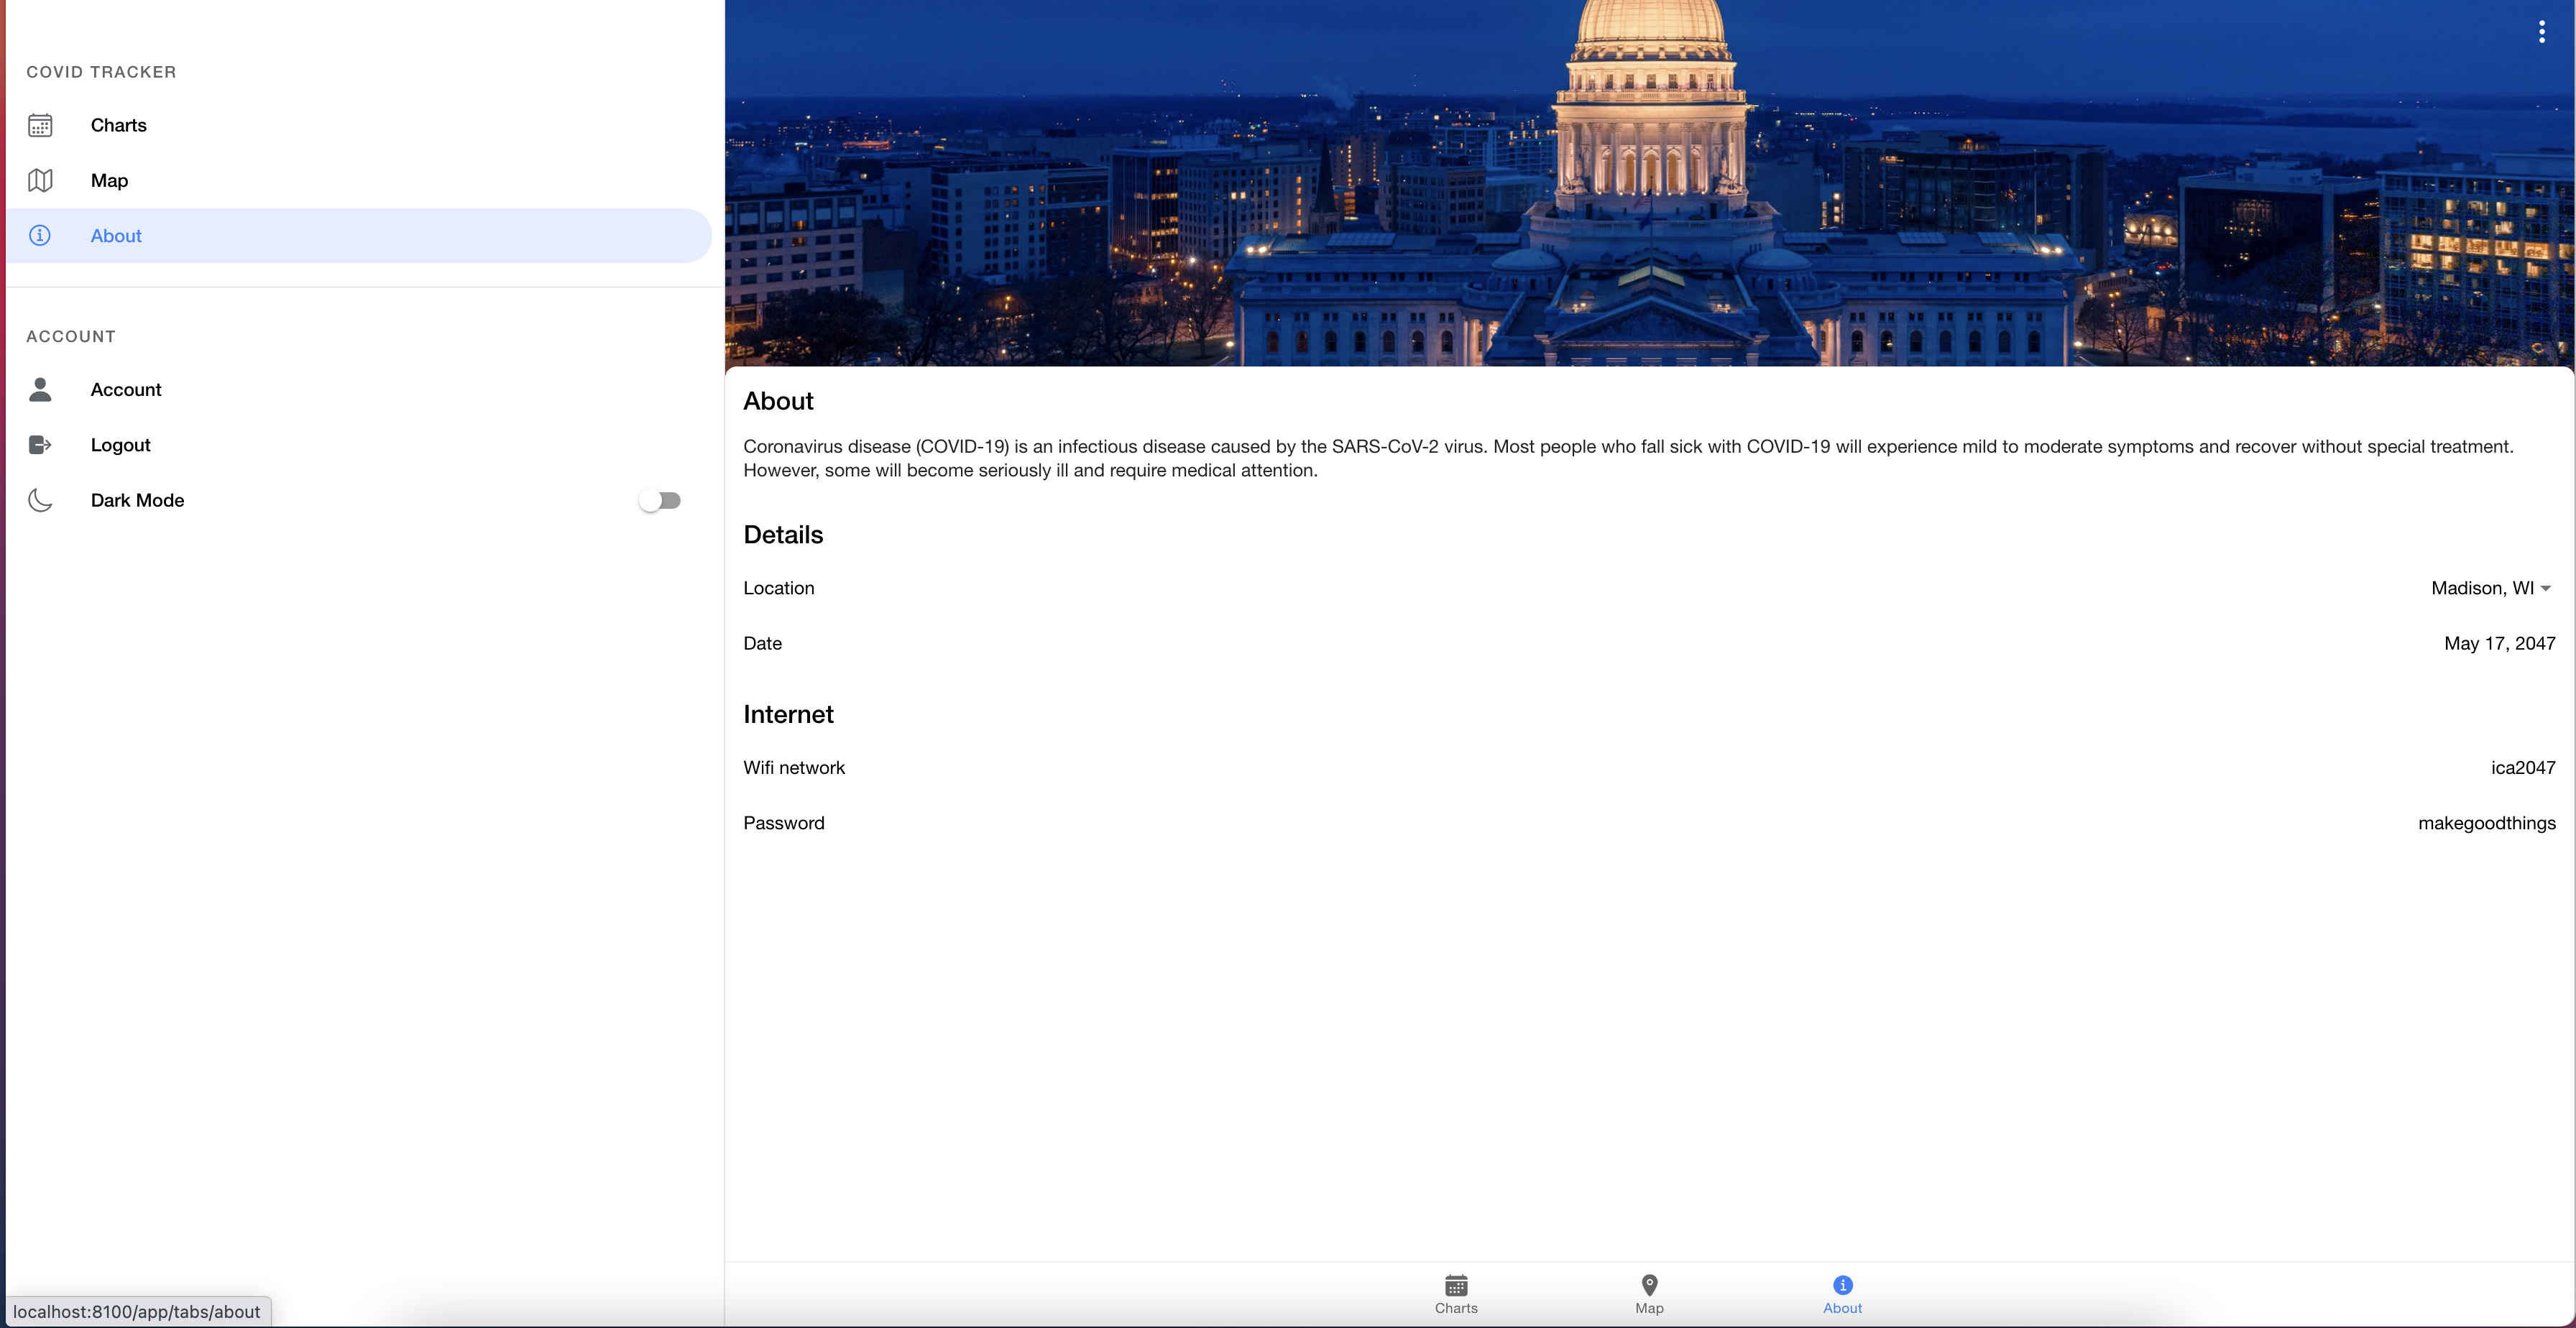 COVID TRACKER
Charts
Map
About
ACCOUNT
Account
Logout
Dark Mode
About
Coronavirus disease (COVID-19) is an infectious disease caused by the SARS-CoV-2 virus. Most people who fall sick with COVID-19 will experience mild to moderate symptoms and recover without special treatment.
However, some will become seriously ill and require medical attention.
Details
Location Madison, WI
Date May 17, 2047
Internet
Wifi network ica2047
Password makegoodthings
Charts Map About
localhost:8100/app/tabs/about